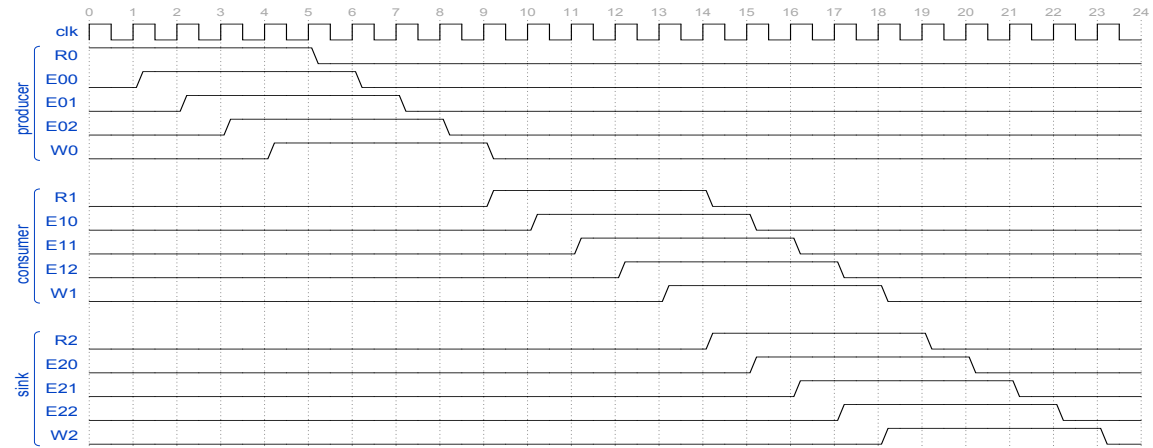 0 1 2 3 4 5 6 7 8 9 10 11 12 13 14 15 16 17 18 19 20 21 22 23 24
clk
producer
R0
E00
E01
E02
W0
consumer
R1
E10
E11
E12
W1
sink
R2
E20
E21
E22
W2